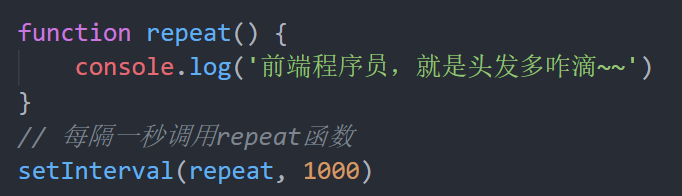 function repeat() {
    console.log('前端程序员，就是头发多咋滴~~')
}
// 每隔一秒调用repeat函数
setInterval(repeat, 1000)